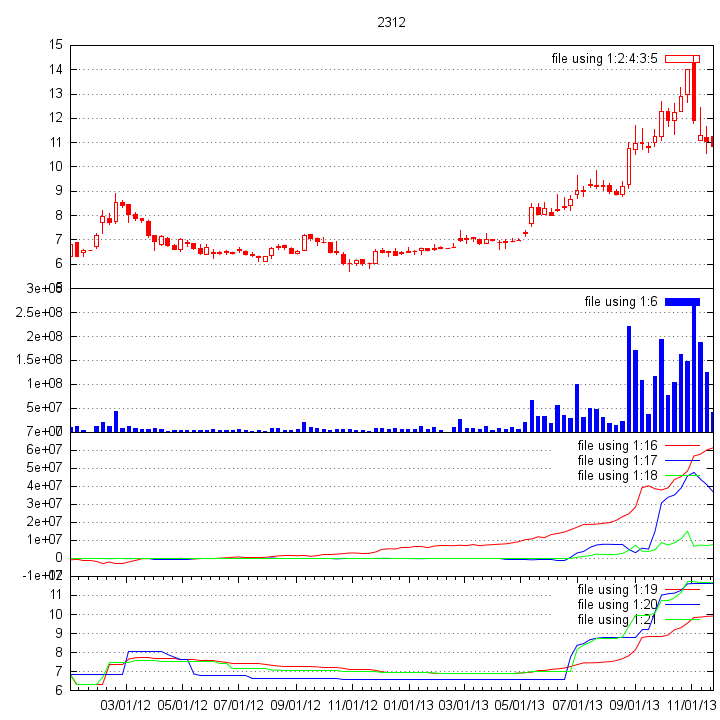 2312
15
file using 1:2:4:3:5
14
13
12
11
10
9
8
7
6
5
3e+08
file using 1:6
2.5e+08
2e+08
1.5e+08
1e+08
5e+07
0
7e+07
file using 1:16
6e+07
file using 1:17
5e+07
file using 1:18
4e+07
3e+07
2e+07
1e+07
0
-1e+07
12
file using 1:19
11
file using 1:20
10
file using 1:21
9
8
7
6
03/01/12 05/01/12 07/01/12 09/01/12 11/01/12 01/01/13 03/01/13 05/01/13 07/01/13 09/01/13 11/01/13